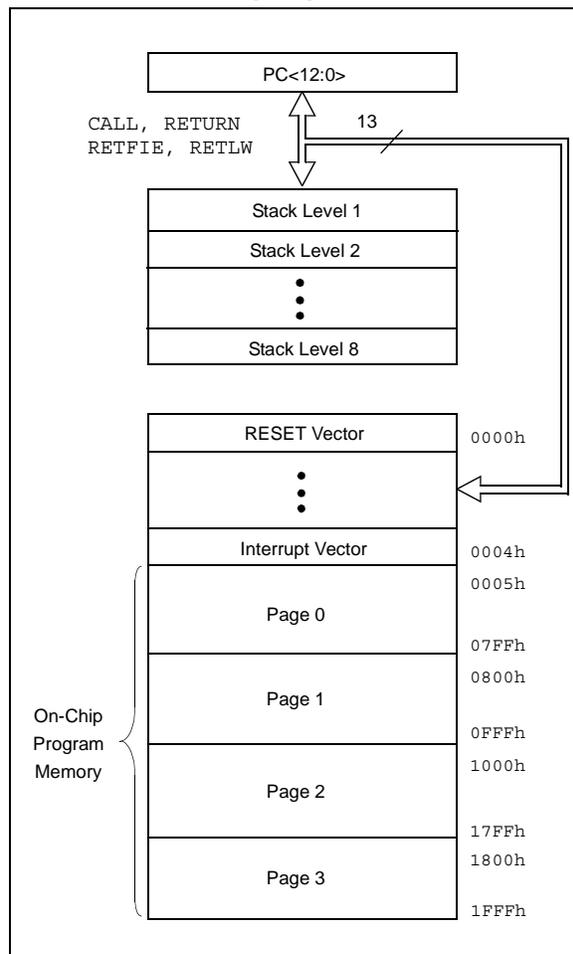 PC<12:0>
CALL, RETURN
RETFIE, RETLW
13
Stack Level 1
Stack Level 2
Stack Level 8
RESET Vector
0000h
Interrupt Vector
0004h
0005h
Page 0
07FFh
0800h
Page 1
0FFFh
On-Chip
Program
Memory
1000h
Page 2
17FFh
1800h
Page 3
1FFFh